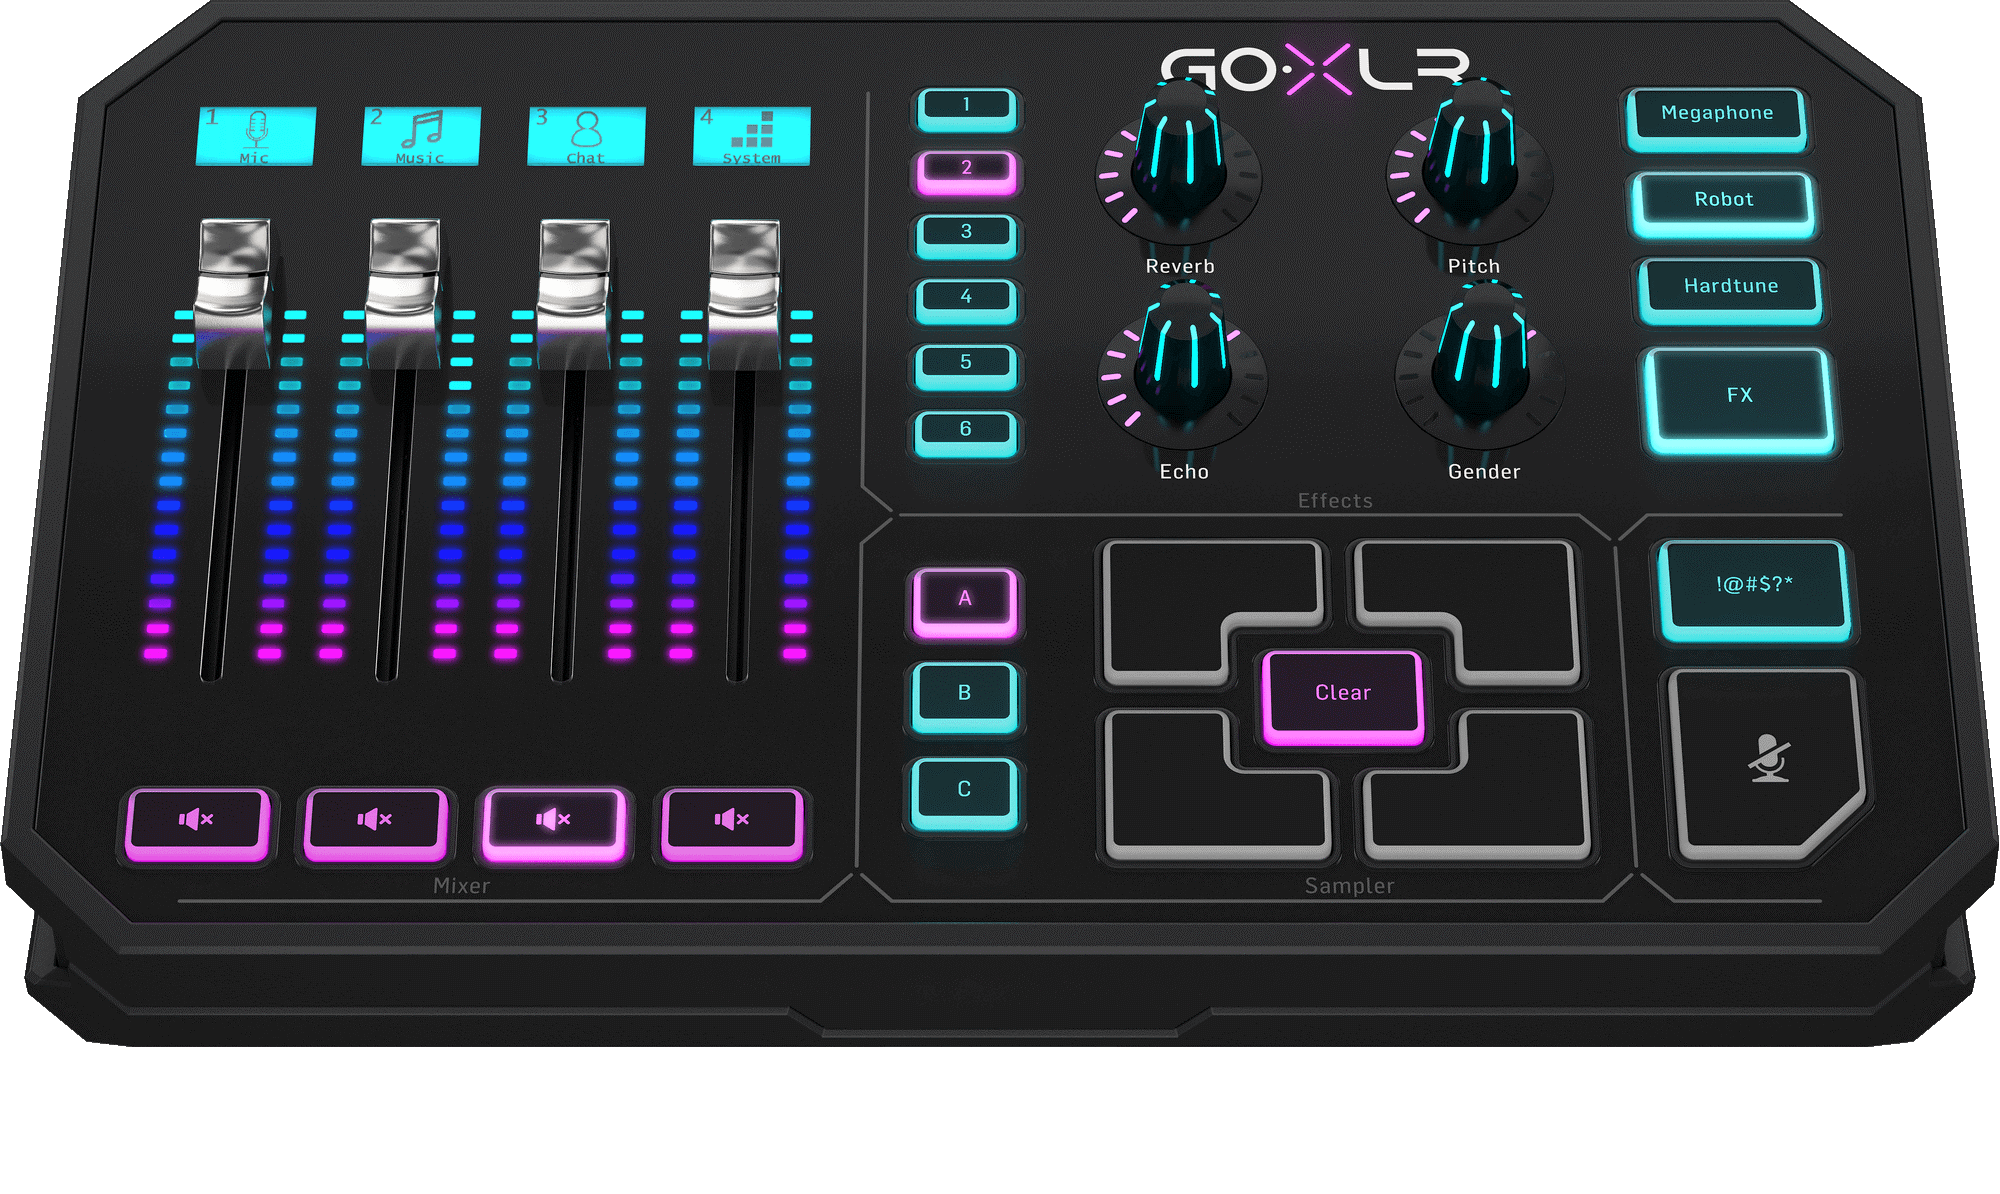 GO·XLR
1
Mic
2
Music
3
Chat
4
System
1
2
3
4
5
6
Reverb
Pitch
Echo
Gender
Effects
Megaphone
Robot
Hardtune
FX
A
B
C
Clear
!@#$?*
Mixer
Sampler